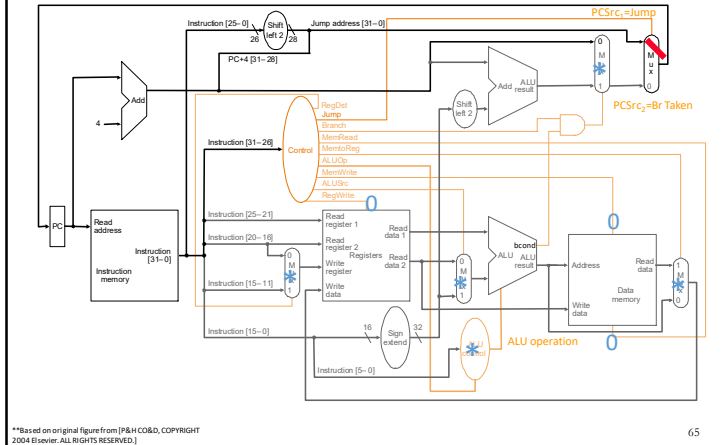 PCSrc1=Jump
Instruction [25–0]
Shift
left 2
Jump address [31–0]
26
28
PC+4 [31–28]
0
M
u
x
1
*
M
u
x
0
Add
4
Add
ALU
result
Shift
left 2
PCSrc2=Br Taken
RegDst
Jump
Branch
MemRead
MemtoReg
ALUOp
MemWrite
ALUSrc
RegWrite
Instruction [31–26]
Control
0
0
PC
Read
address
Instruction
[31–0]
Instruction
memory
Instruction [25–21]
Instruction [20–16]
Instruction [15–11]
0
M
*
1
Read
register 1
Read
register 2
Write
register
Write
data
Registers
Read
data 1
Read
data 2
0
M
*
1
ALU
bcond
ALU
result
Address
Write
data
Read
data
Data
memory
1
M
*
x
0
0
Instruction [15–0]
16
Sign
extend
32
*
ALU operation
Instruction [5–0]
**Based on original figure from [P&H CO&D, COPYRIGHT
2004 Elsevier. ALL RIGHTS RESERVED.]
65